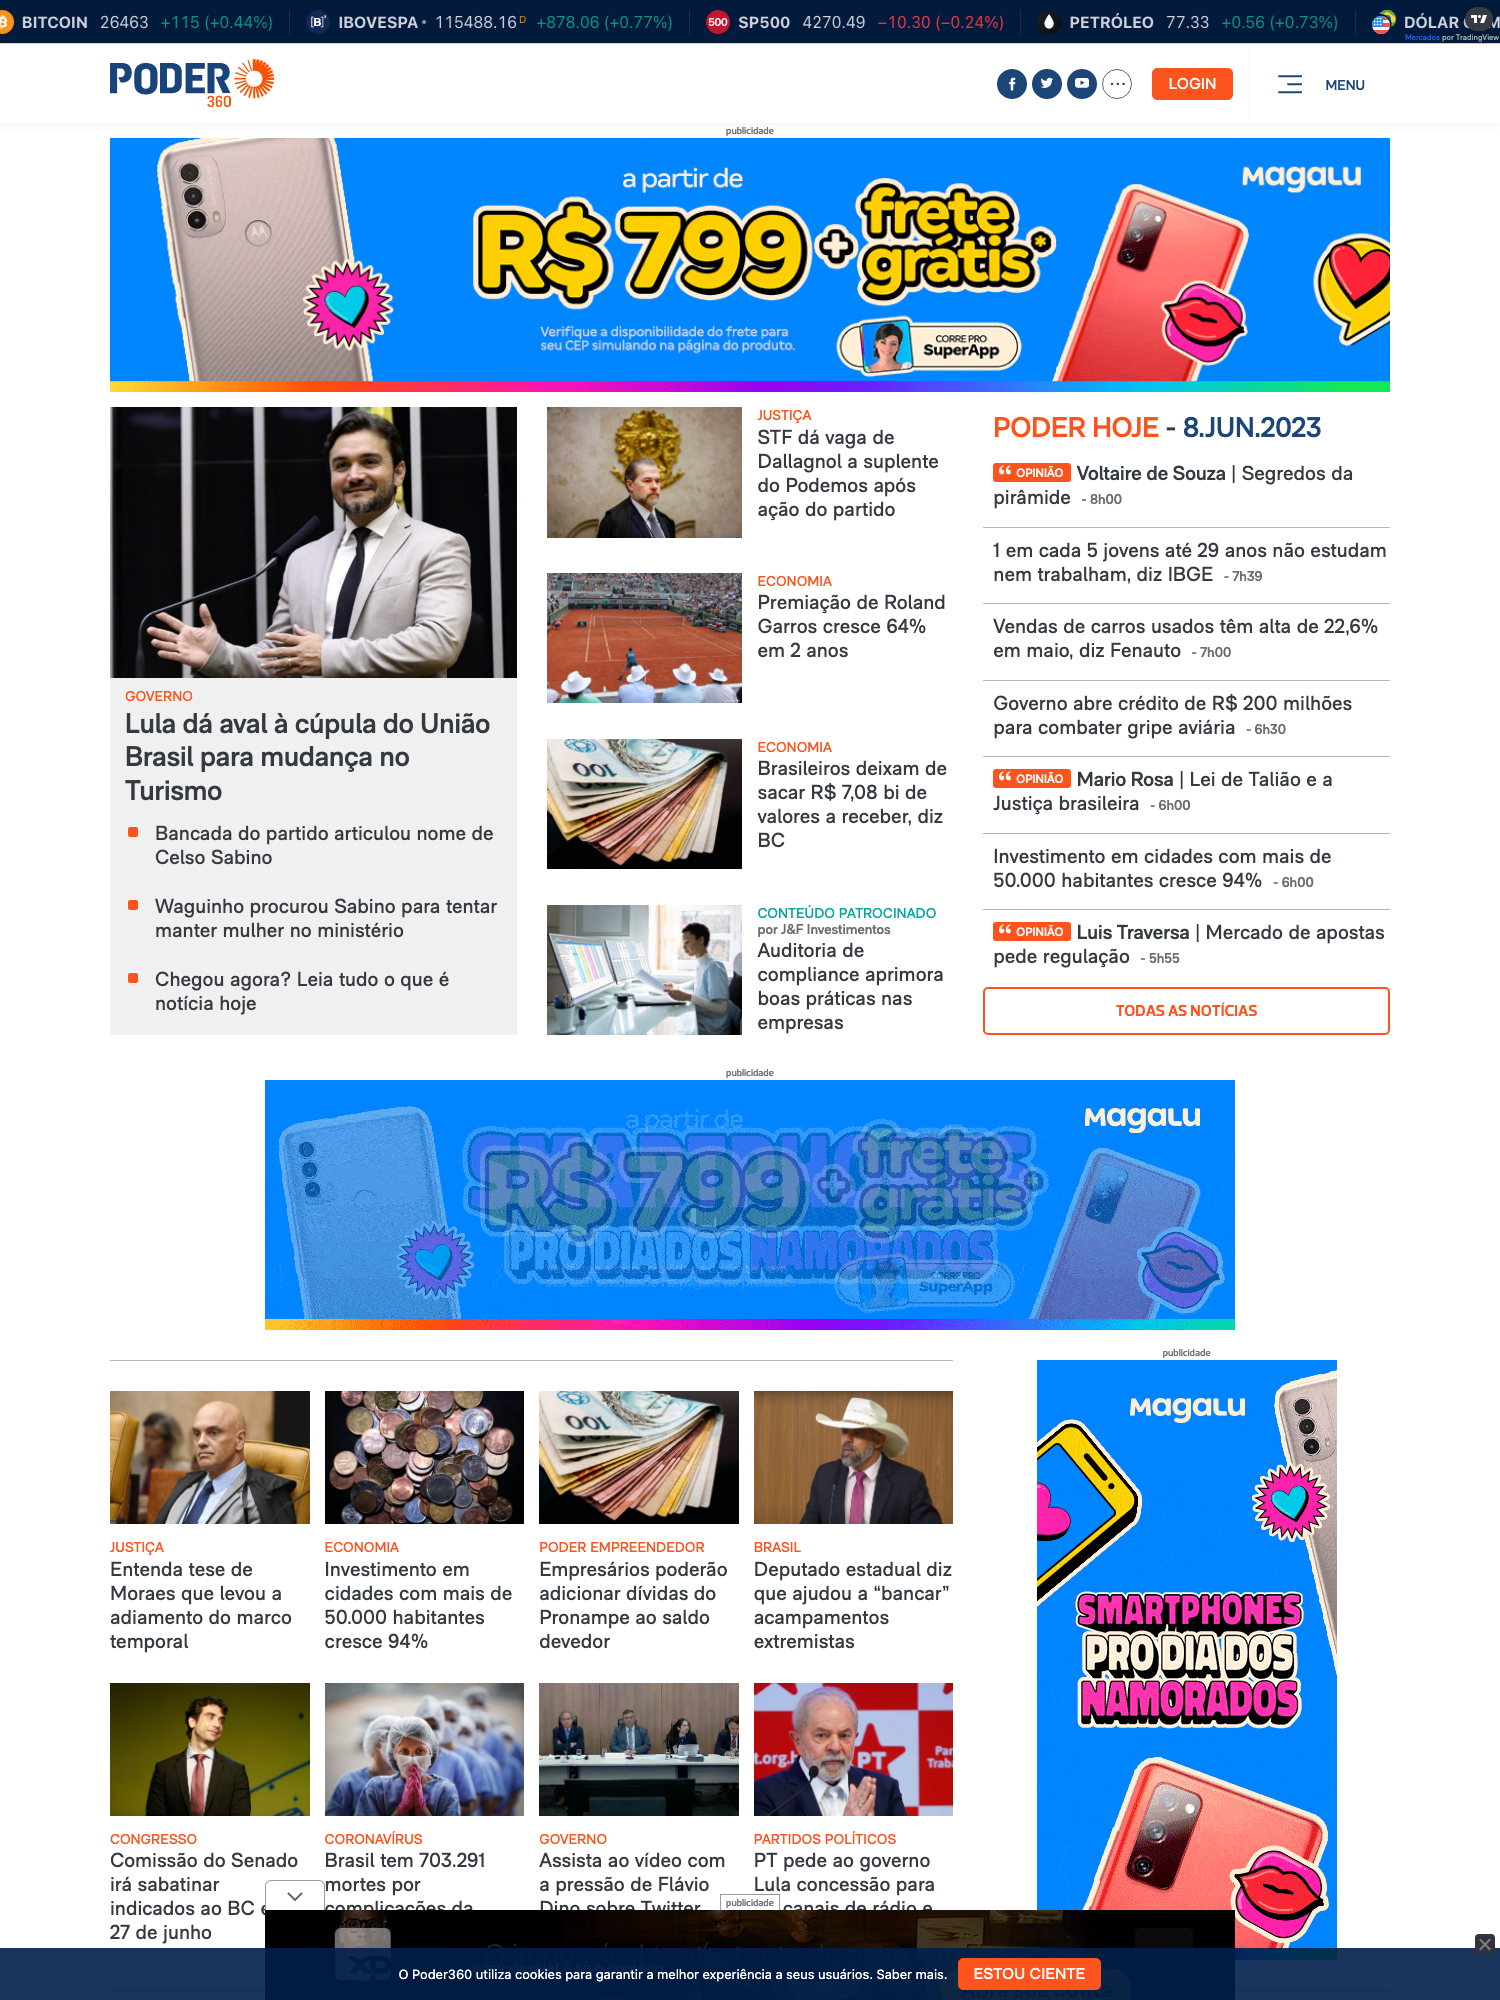 BITCOIN 26463 +115 (+0.44%) IBOVESPA 115488.16 D +878.06 (+0.77%) 500 SP500 4270.49 −10.30 (−0.24%) PETRÓLEO 77.33 +0.56 (+0.73%) DÓLAR
Mercados por TradingView
PODER
360
LOGIN
MENU
publicidade
a partir de
R$ 799 + frete grátis*
Verifique a disponibilidade do frete para
seu CEP simulando na página do produto.
CORRE PRO
SuperApp
Magalu
GOVERNO
Lula dá aval à cúpula do União
Brasil para mudança no
Turismo
Bancada do partido articulou nome de
Celso Sabino
Waguinho procurou Sabino para tentar
manter mulher no ministério
Chegou agora? Leia tudo o que é
notícia hoje
JUSTIÇA
STF dá vaga de
Dallagnol a suplente
do Podemos após
ação do partido
ECONOMIA
Premiação de Roland
Garros cresce 64%
em 2 anos
100
ECONOMIA
Brasileiros deixam de
sacar R$ 7,08 bi de
valores a receber, diz
BC
CONTEÚDO PATROCINADO
por J&F Investimentos
Auditoria de
compliance aprimora
boas práticas nas
empresas
PODER HOJE - 8.JUN.2023
“ OPINIÃO Voltaire de Souza | Segredos da
pirâmide - 8h00
1 em cada 5 jovens até 29 anos não estudam
nem trabalham, diz IBGE - 7h39
Vendas de carros usados têm alta de 22,6%
em maio, diz Fenauto - 7h00
Governo abre crédito de R$ 200 milhões
para combater gripe aviária - 6h30
“ OPINIÃO Mario Rosa | Lei de Talião e a
Justiça brasileira - 6h00
Investimento em cidades com mais de
50.000 habitantes cresce 94% - 6h00
“ OPINIÃO Luis Traversa | Mercado de apostas
pede regulação - 5h55
TODAS AS NOTÍCIAS
publicidade
a partir de
SMARTPHONES
R$ 799 + frete grátis*
PRO DIA DOS NAMORADOS
CORRE PRO
SuperApp
Magalu
100
JUSTIÇA
Entenda tese de
Moraes que levou a
adiamento do marco
temporal
ECONOMIA
Investimento em
cidades com mais de
50.000 habitantes
cresce 94%
PODER EMPREENDEDOR
Empresários poderão
adicionar dívidas do
Pronampe ao saldo
devedor
BRASIL
Deputado estadual diz
que ajudou a “bancar”
acampamentos
extremistas
t.org.b PT Par
Traba
CONGRESSO
Comissão do Senado
irá sabatinar
indicados ao BC e
27 de junho
CORONAVÍRUS
Brasil tem 703.291
mortes por
complicações da
GOVERNO
Assista ao vídeo com
a pressão de Flávio
Dino sobre Twitter
PARTIDOS POLÍTICOS
PT pede ao governo
Lula concessão para
canais de rádio e
publicidade
Magalu
SMARTPHONES
PRO DIA DOS
NAMORADOS
publicidade
XP
O Poder360 utiliza cookies para garantir a melhor experiência a seus usuários. Saber mais.
ESTOU CIENTE